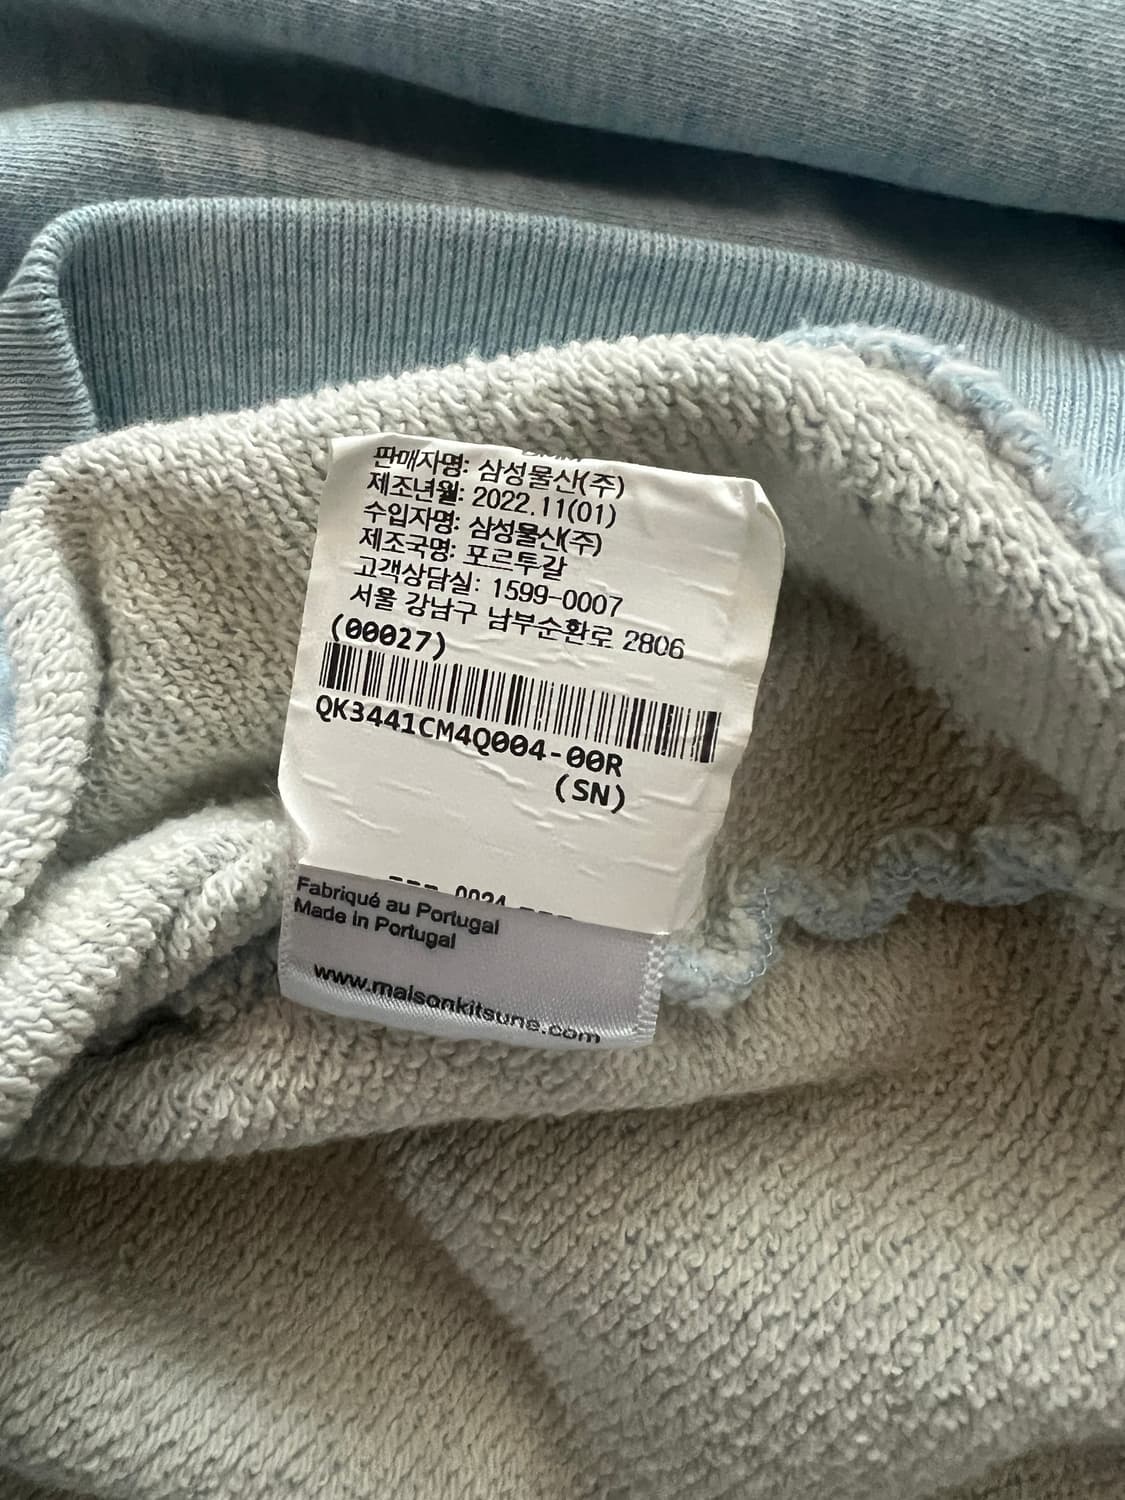 판매자명: 삼성물산(주)
제조년월: 2022.11(01)
수입자명: 삼성물산(주)
제조국명: 포르투갈
고객상담실: 1599-0007
서울 강남구 남부순환로 2806
(00027)
QK3441CM4Q004-00R
(SN)
0024
Fabriqué au Portugal
Made in Portugal
www.maisonkitsune.com